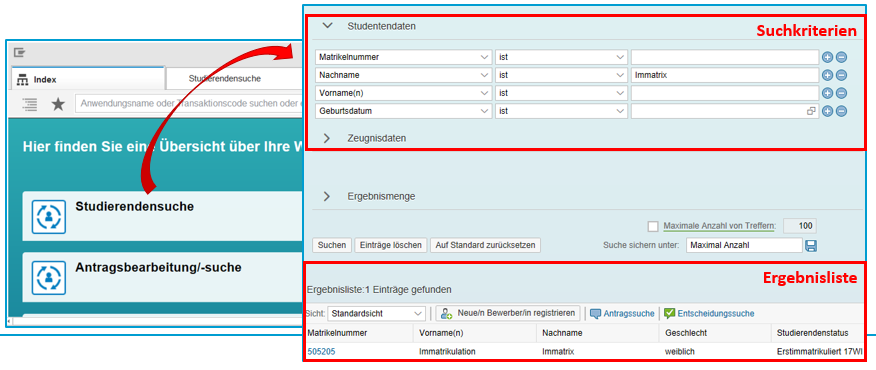 Index
Studierendensuche
Anwendungsname oder Transaktionscode suchen oder
Hier finden Sie eine Übersicht über Ihre W
Studierendensuche
Antragsbearbeitung/-suche
Studentendaten
Suchkriterien
Matrikelnummer ist
Nachname ist Immatrix
Vorname(n) ist
Geburtsdatum ist
Zeugnisdaten
Ergebnismenge
Maximale Anzahl von Treffern: 100
Suchen Einträge löschen Auf Standard zurücksetzen Suche sichern unter: Maximal Anzahl
Ergebnisliste
Ergebnisliste:1 Einträge gefunden
Sicht: Standardsicht Neue/n Bewerber/in registrieren Antragssuche Entscheidungssuche
Matrikelnummer Vorname(n) Nachname Geschlecht Studierendenstatus
505205 Immatrikulation Immatrix weiblich Erstimmatrikuliert 17WI